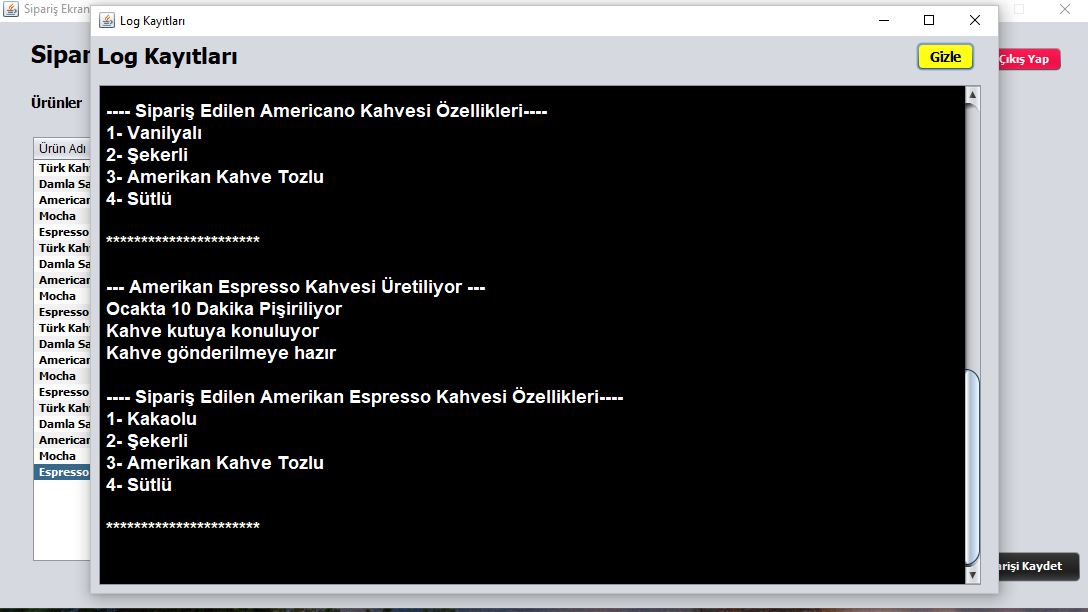 Sipariş Ekran
Log Kayıtları
Sipar
Log Kayıtları
Gizle
Çıkış Yap
Ürünler
Ürün Adı
Türk Kah
Damla Sa
American
Mocha
Espresso
Türk Kah
Damla Sa
American
Mocha
Espresso
Türk Kah
Damla Sa
American
Mocha
Espresso
Türk Kah
Damla Sa
American
Mocha
Espresso
---- Sipariş Edilen Americano Kahvesi Özellikleri----
1- Vanilyalı
2- Şekerli
3- Amerikan Kahve Tozlu
4- Sütlü
**********************
--- Amerikan Espresso Kahvesi Üretiliyor ---
Ocakta 10 Dakika Pişiriliyor
Kahve kutuya konuluyor
Kahve gönderilmeye hazır
---- Sipariş Edilen Amerikan Espresso Kahvesi Özellikleri----
1- Kakaolu
2- Şekerli
3- Amerikan Kahve Tozlu
4- Sütlü
**********************
arişi Kaydet